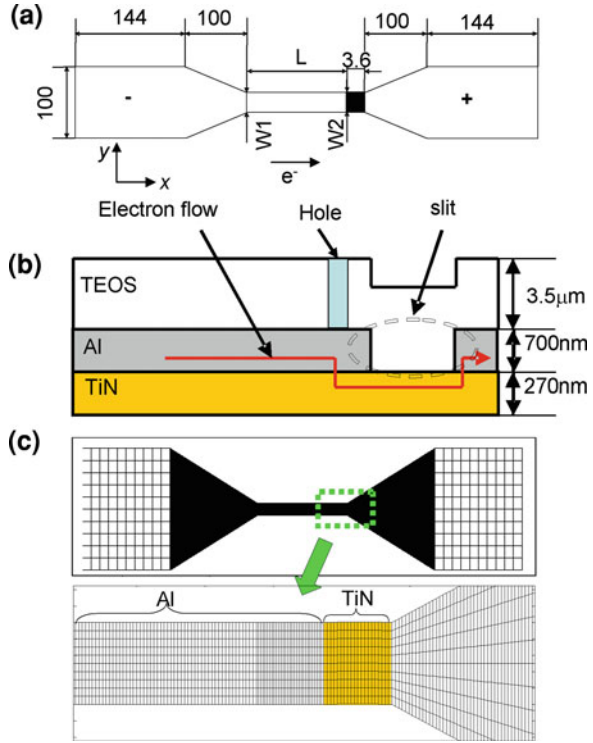 (a)
144
100
L
3.6
100
144
100
-
+
W1
W2
y
x
e-
Electron flow
Hole
slit
(b)
TEOS
3.5μm
Al
700nm
TiN
270nm
(c)
Al
TiN